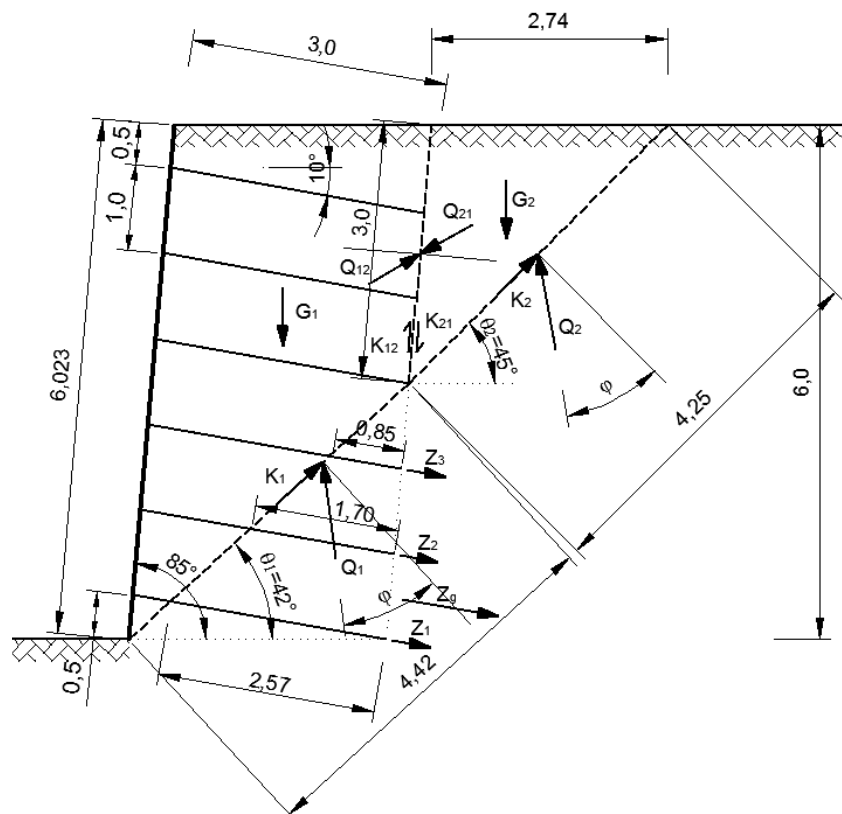 2,74
3,0
0,5
10°
1,0
3,0
G₂
Q₂₁
Q₁₂
K₂
G₁
K₂₁
K₁₂
Q₂
θ₂=45°
6,023
φ
6,0
4,25
0,85
Z₃
K₁
1,70
Z₂
Q₁
85°
θ₁=42°
φ
Z₉
Z₁
0,5
2,57
4,42